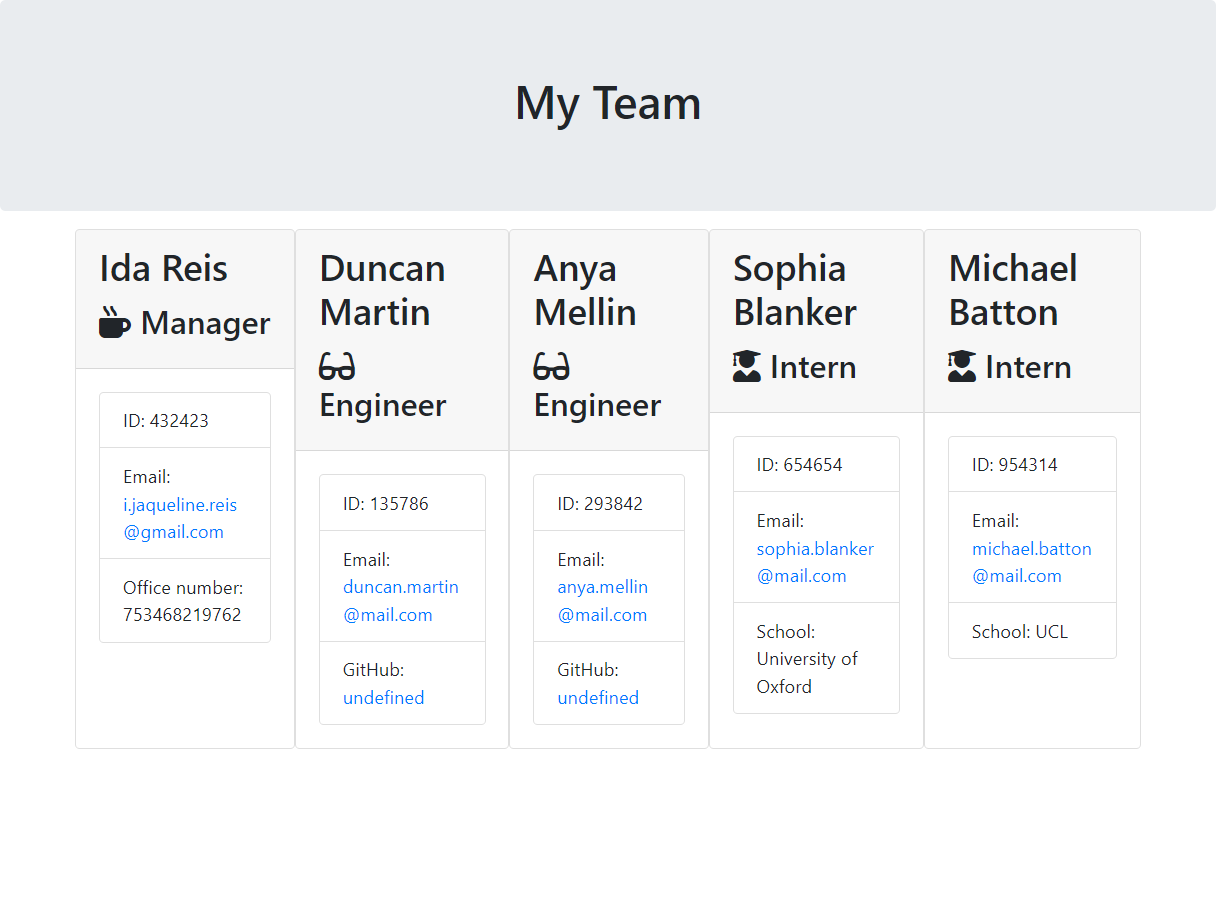 My Team
Ida Reis
Manager
ID: 432423
Email:
i.jaqueline.reis
@gmail.com
Office number:
753468219762
Duncan
Martin
Engineer
ID: 135786
Email:
duncan.martin
@mail.com
GitHub:
undefined
Anya
Mellin
Engineer
ID: 293842
Email:
anya.mellin
@mail.com
GitHub:
undefined
Sophia
Blanker
Intern
ID: 654654
Email:
sophia.blanker
@mail.com
School:
University of
Oxford
Michael
Batton
Intern
ID: 954314
Email:
michael.batton
@mail.com
School: UCL